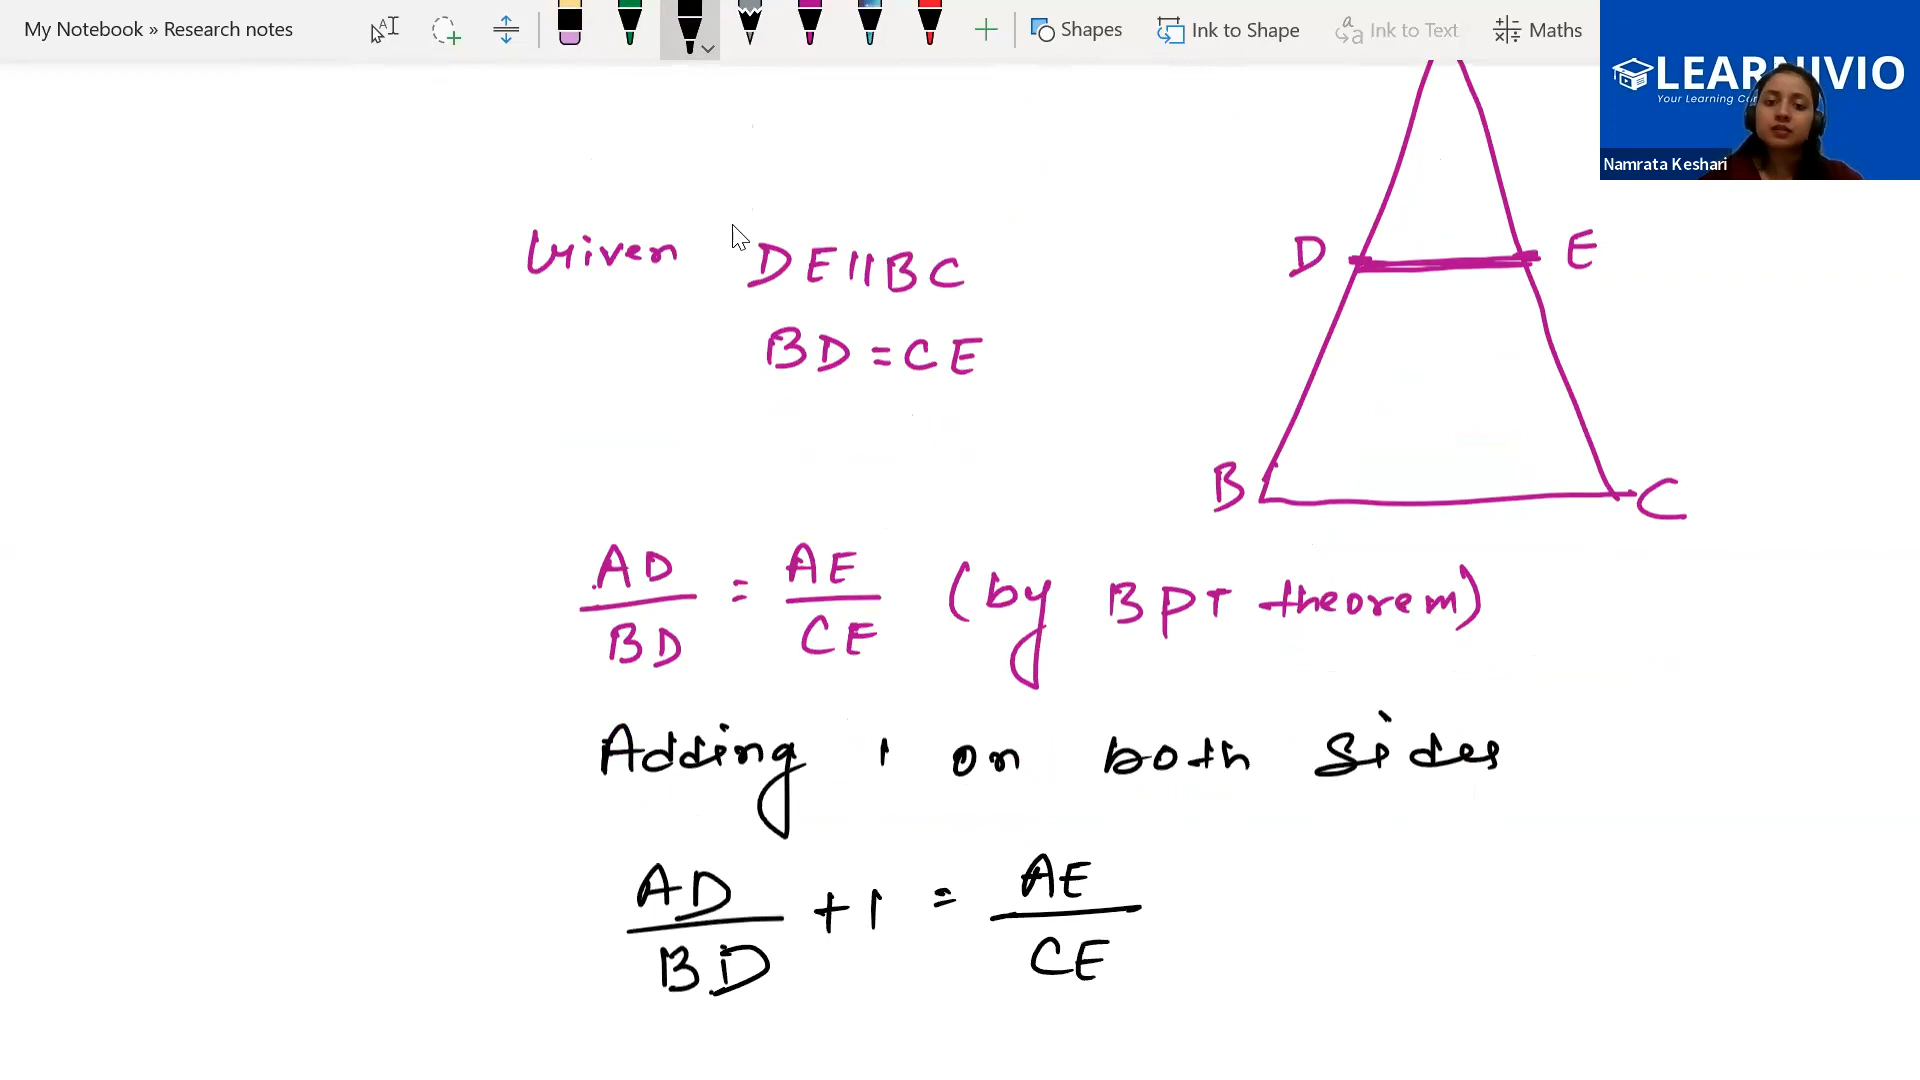 My Notebook » Research notes
Shapes
Ink to Shape
Ink to Text
Maths
LEARNIVIO
Your Learning
Namrata Keshari
Given DE||BC
BD = CE
D
E
B
C
AD/BD = AE/CE (by BPT theorem)
Adding 1 on both sides
AD/BD + 1 = AE/CE